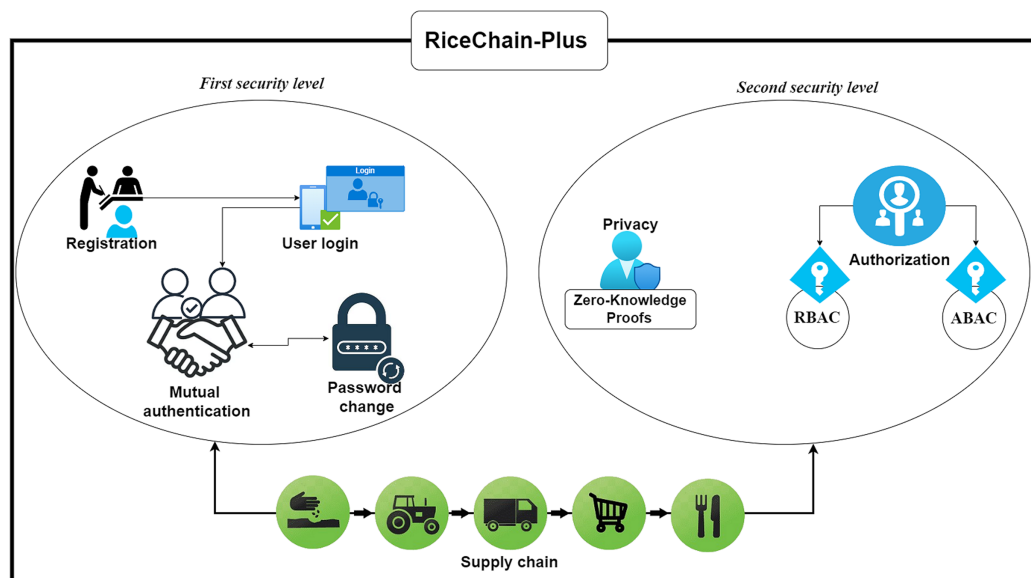 RiceChain-Plus
First security level
Second security level
Login
Registration
User login
Mutual
authentication
* * * *
Password
change
Privacy
Zero-Knowledge
Proofs
Authorization
RBAC
ABAC
Supply chain